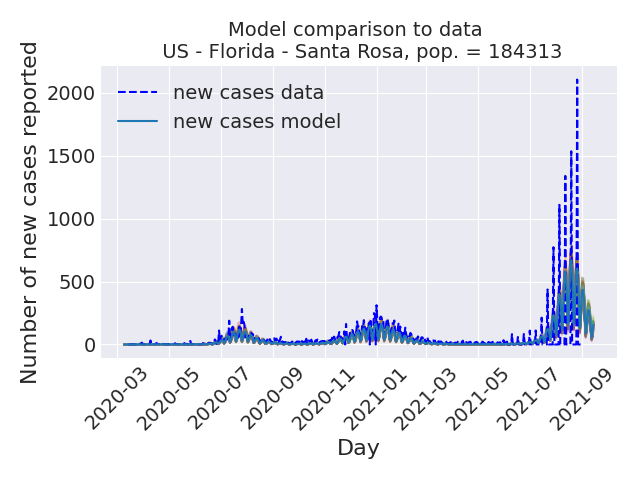 Model comparison to data
US - Florida - Santa Rosa, pop. = 184313
new cases data
new cases model
Number of new cases reported
2000
1500
1000
500
0
2020-03
2020-05
2020-07
2020-09
2020-11
2021-01
2021-03
2021-05
2021-07
2021-09
Day